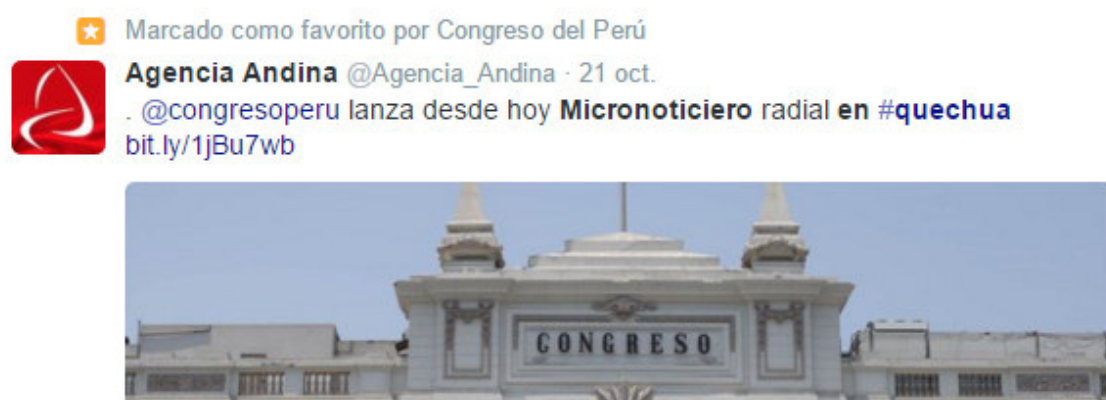 Marcado como favorito por Congreso del Perú
Agencia Andina @Agencia_Andina · 21 oct.
. @congresoperu lanza desde hoy Micronoticiero radial en #quechua
bit.ly/1jBu7wb
CONGRESO